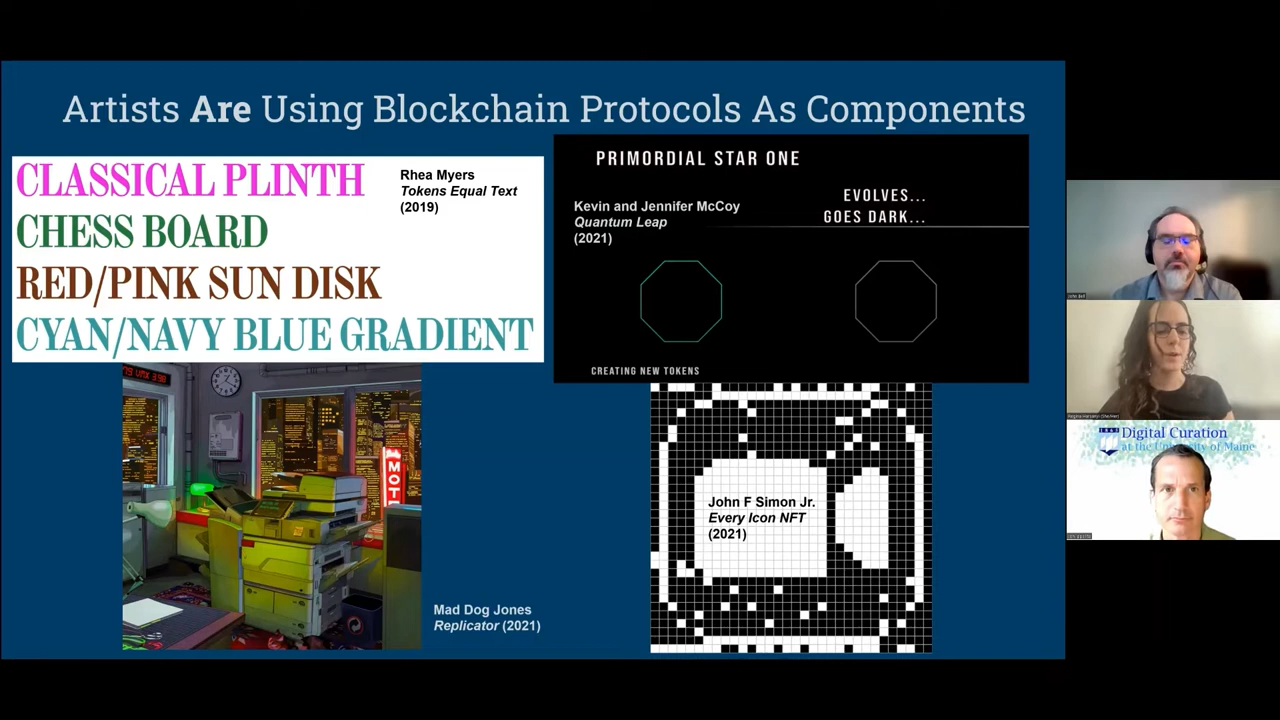 Artists Are Using Blockchain Protocols As Components
CLASSICAL PLINTH
CHESS BOARD
RED/PINK SUN DISK
CYAN/NAVY BLUE GRADIENT
Rhea Myers
Tokens Equal Text
(2019)
PRIMORDIAL STAR ONE
EVOLVES...
GOES DARK...
Kevin and Jennifer McCoy
Quantum Leap
(2021)
CREATING NEW TOKENS
MOTE
Mad Dog Jones
Replicator (2021)
John F Simon Jr.
Every Icon NFT
(2021)
John Bell
Digital Curation
at the University of Maine